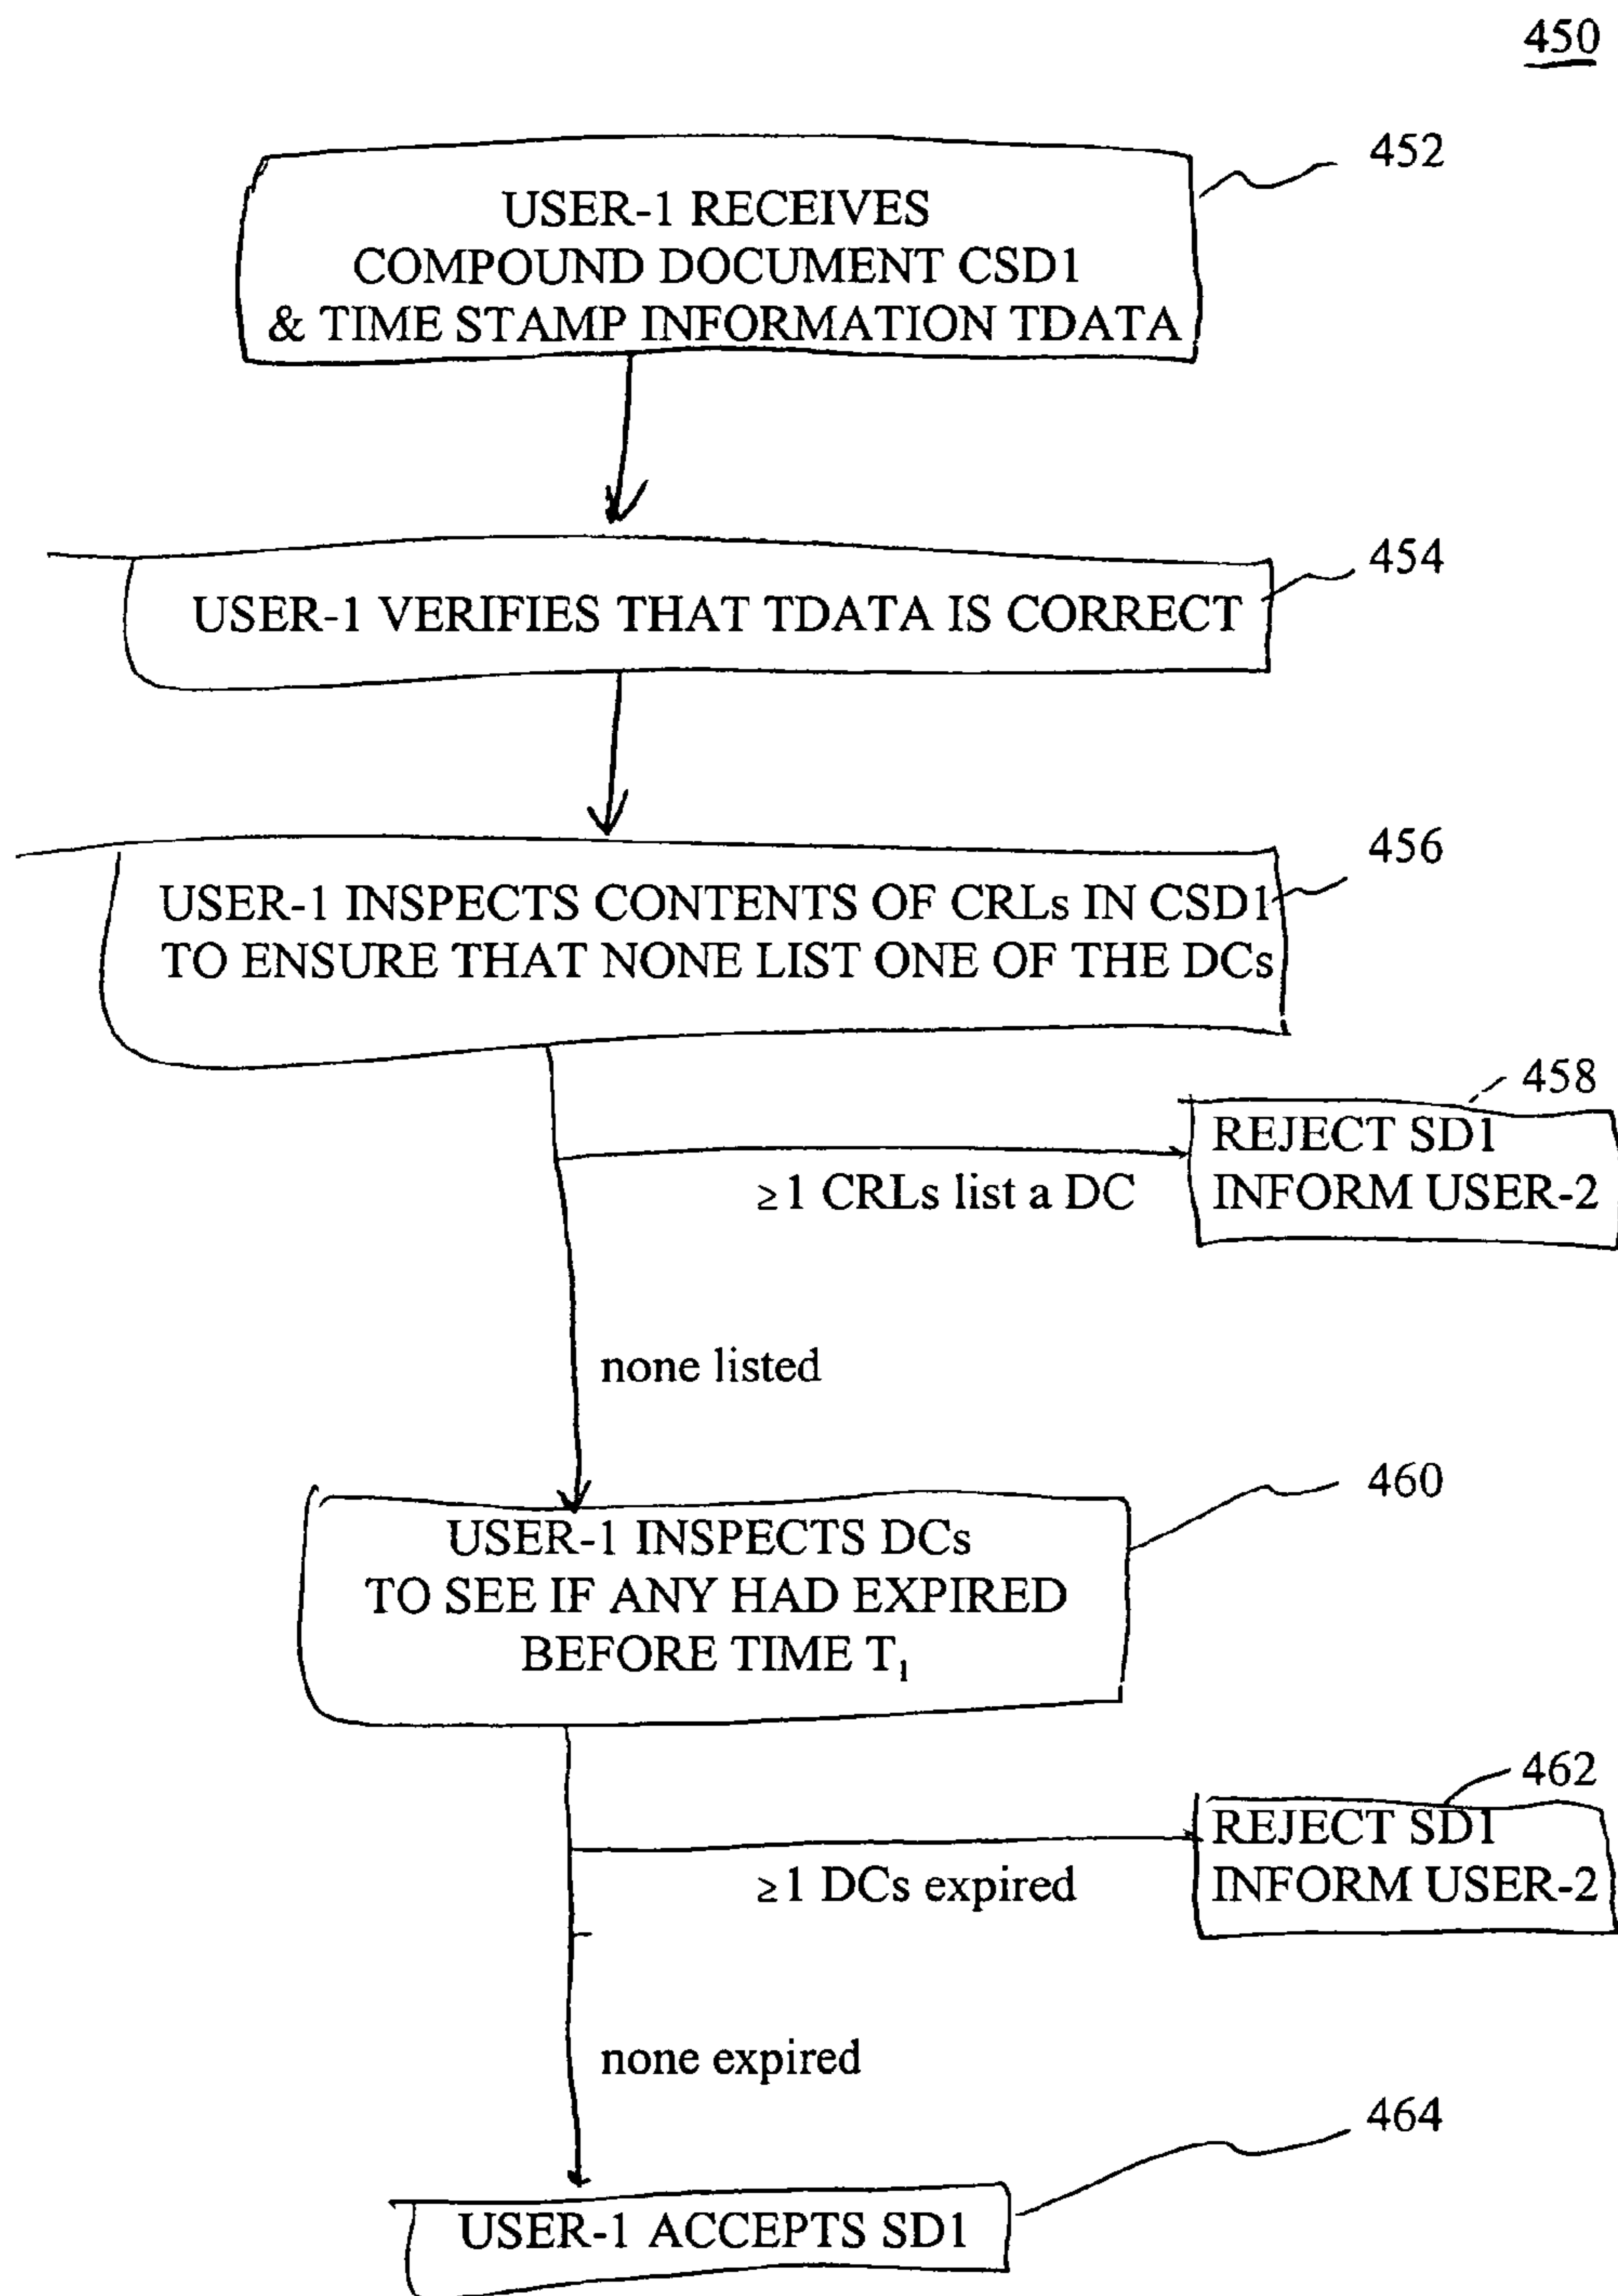 450
452
USER-1 RECEIVES
COMPOUND DOCUMENT CSD1
& TIME STAMP INFORMATION TDATA
454
USER-1 VERIFIES THAT TDATA IS CORRECT
456
USER-1 INSPECTS CONTENTS OF CRLs IN CSD1
TO ENSURE THAT NONE LIST ONE OF THE DCs
458
REJECT SD1
INFORM USER-2
≥1 CRLs list a DC
none listed
460
USER-1 INSPECTS DCs
TO SEE IF ANY HAD EXPIRED
BEFORE TIME T₁
462
REJECT SD1
INFORM USER-2
≥1 DCs expired
none expired
464
USER-1 ACCEPTS SD1